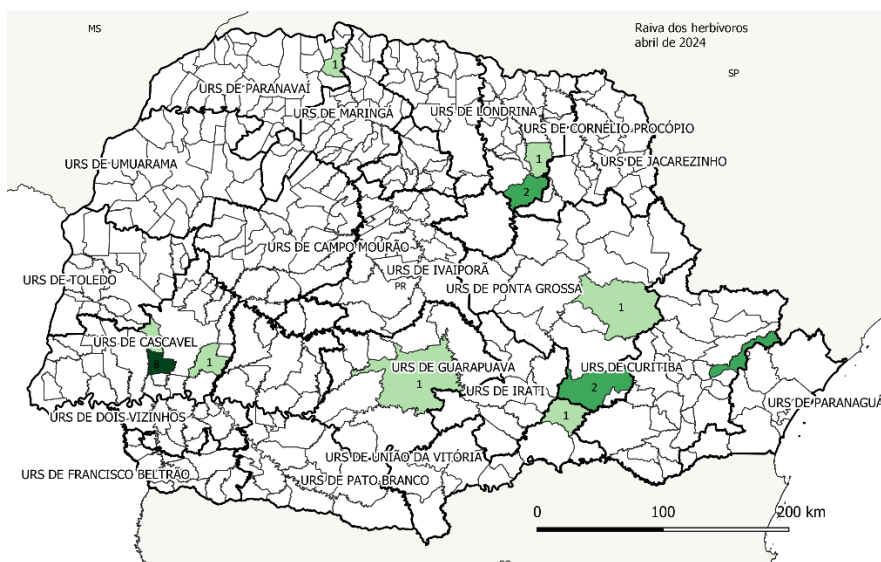 MS
Raiva dos herbívoros
abril de 2024
SP
1
URS DE PARANAVAÍ
URS DE MARINGÁ
URS DE LONDRINA
URS DE CORNÉLIO PROCÓPIO
1
URS DE JACAREZINHO
URS DE UMUARAMA
2
URS DE CAMPO MOURÃO
URS DE IVAIPORÃ
URS DE TOLEDO
PR
URS DE PONTA GROSSA
1
URS DE CASCAVEL
8
1
URS DE GUARAPUAVA
1
URS DE CURITIBA
2
URS DE IRATI
URS DE PARANAGUÁ
1
URS DE DOIS VIZINHOS
URS DE UNIÃO DA VITÓRIA
URS DE FRANCISCO BELTRÃO
URS DE PATO BRANCO
0 100 200 km